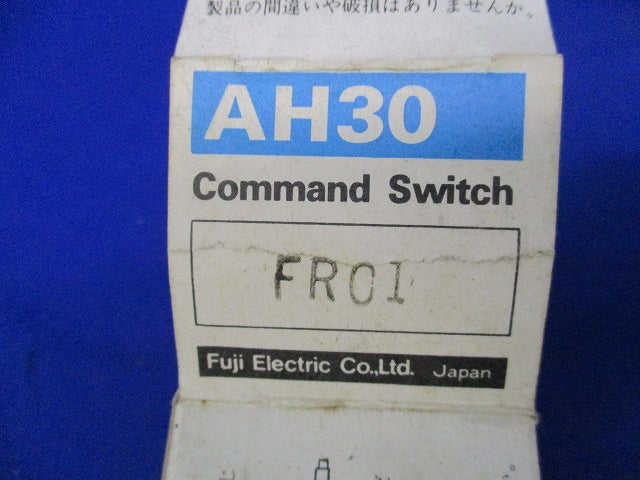 製品の間違いや破損はありませんか。
AH30
Command Switch
FR01
Fuji Electric Co.,Ltd. Japan